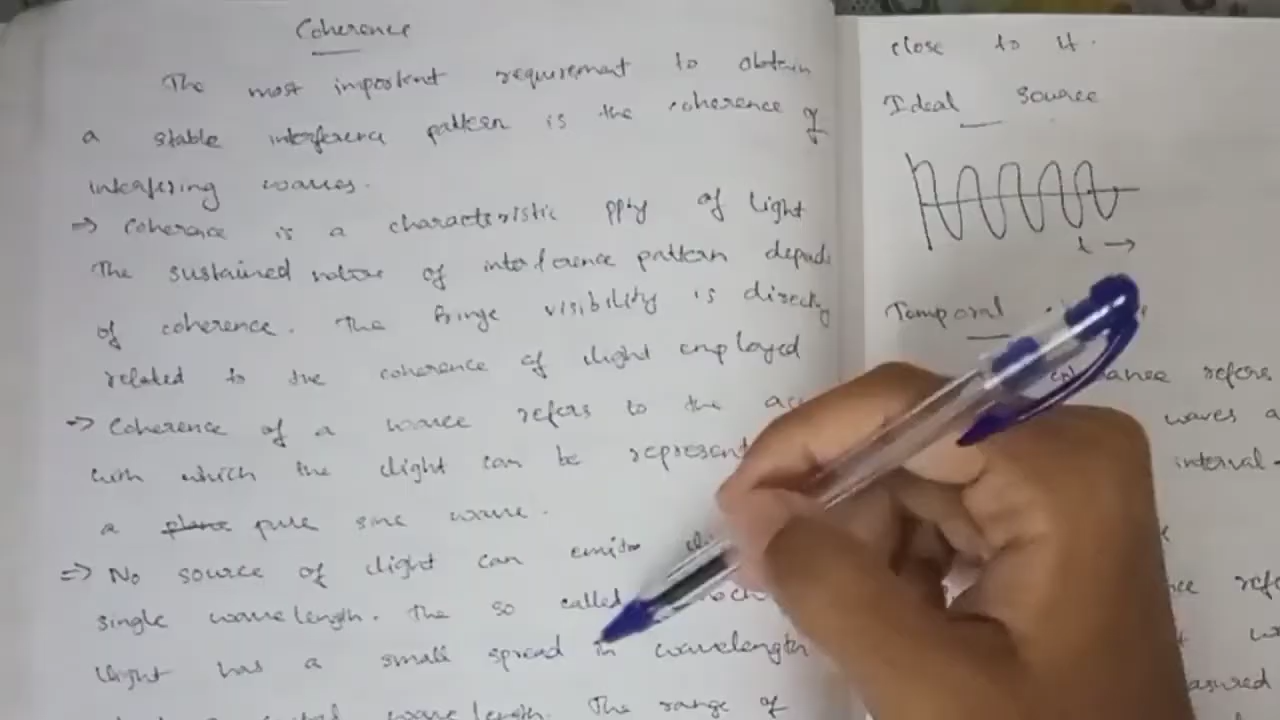 Coherence
The most important requirement to obtain
a stable interference pattern is the coherence of
interfering waves.
=> Coherence is a characteristic ppty of light
The sustained nature of interference pattern depends
of coherence. The fringe visibility is directly
related to the coherence of light employed
=> Coherence of a wave refers to the
with which the light can be represent
a plane pure sine wave.
=> No source of light can emit
single wavelength. The so called
light has a small spread in wavelength
wavelength. The range of
close to it.
Ideal source
t →
Temporal
refers
waves
interval-
measured